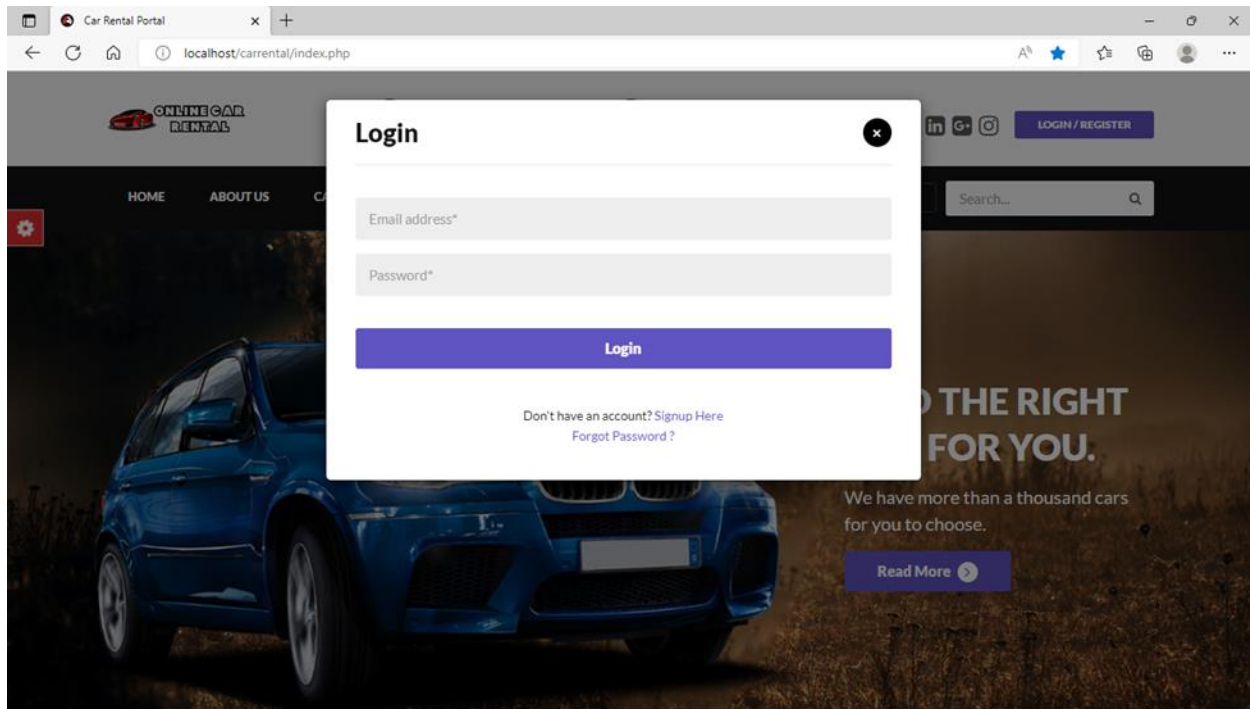 Car Rental Portal
localhost/carrental/index.php
ONLINE CAR
RENTAL
Login
in G+
LOGIN / REGISTER
HOME ABOUT US CA
Search...
Email address*
Password*
Login
Don't have an account? Signup Here
Forgot Password ?
THE RIGHT
FOR YOU.
We have more than a thousand cars
for you to choose.
Read More